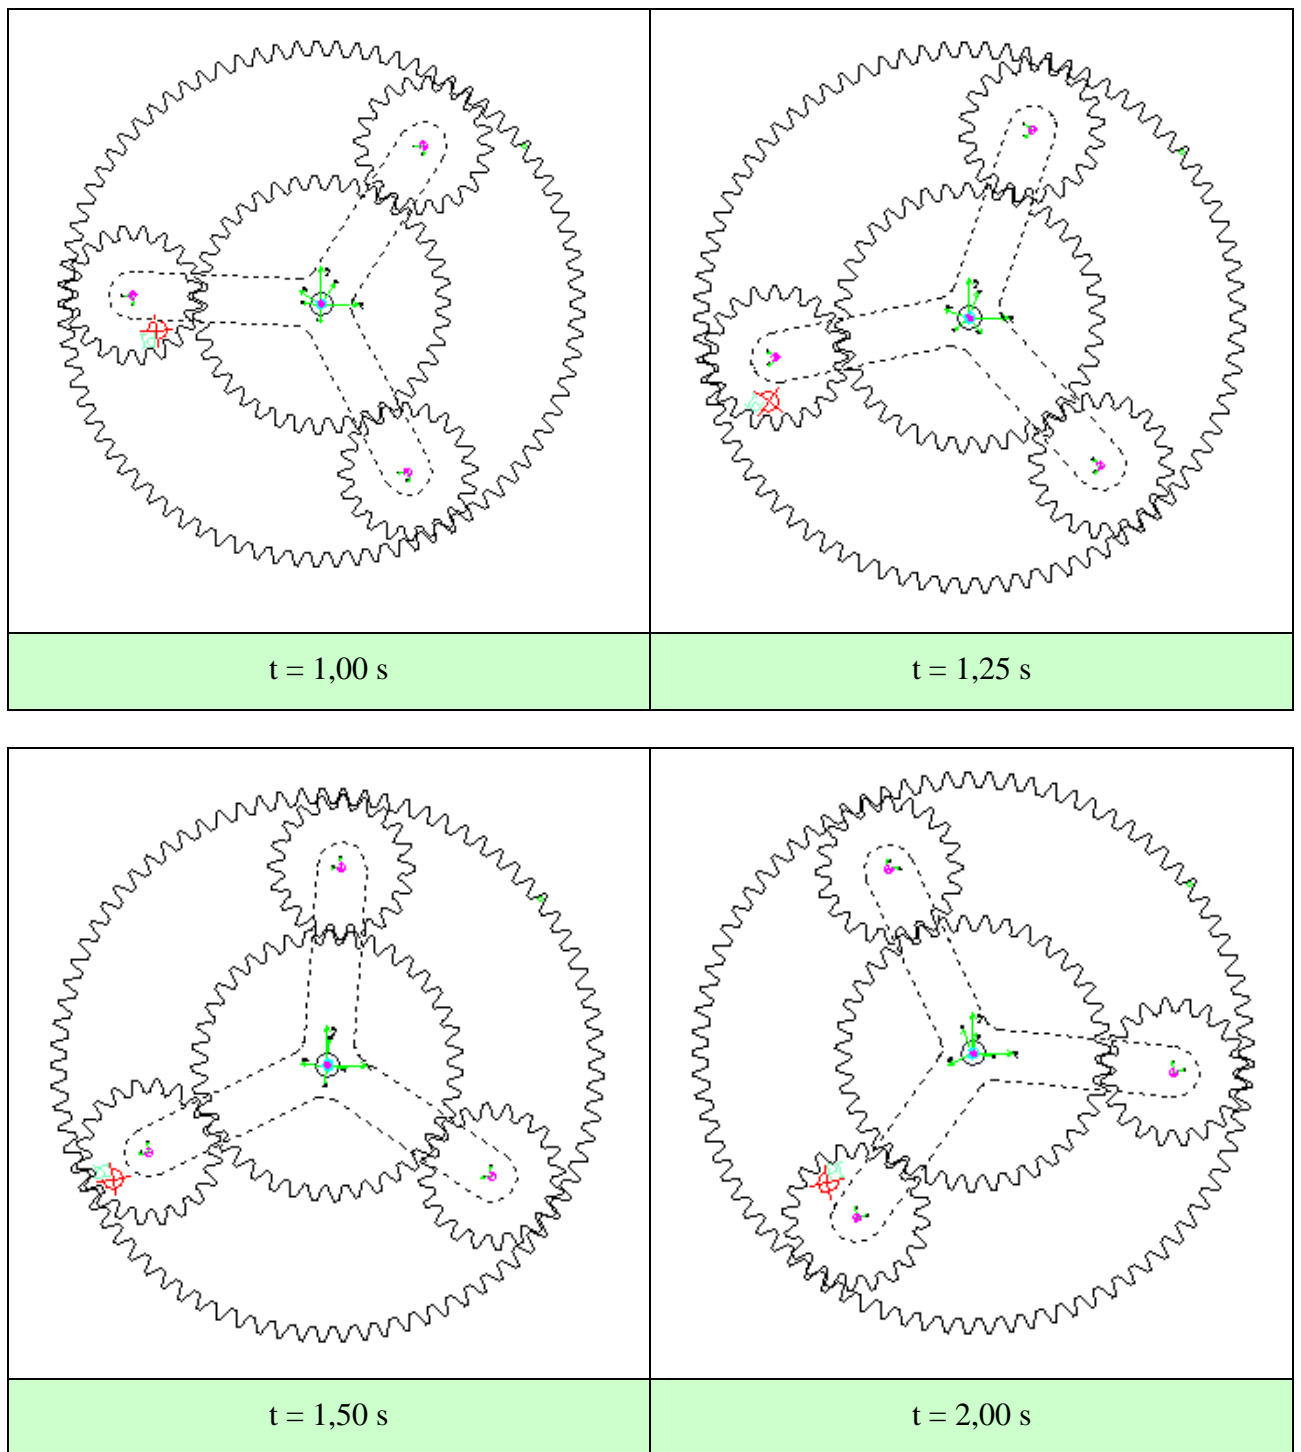 t = 1,00 s
t = 1,25 s
t = 1,50 s
t = 2,00 s